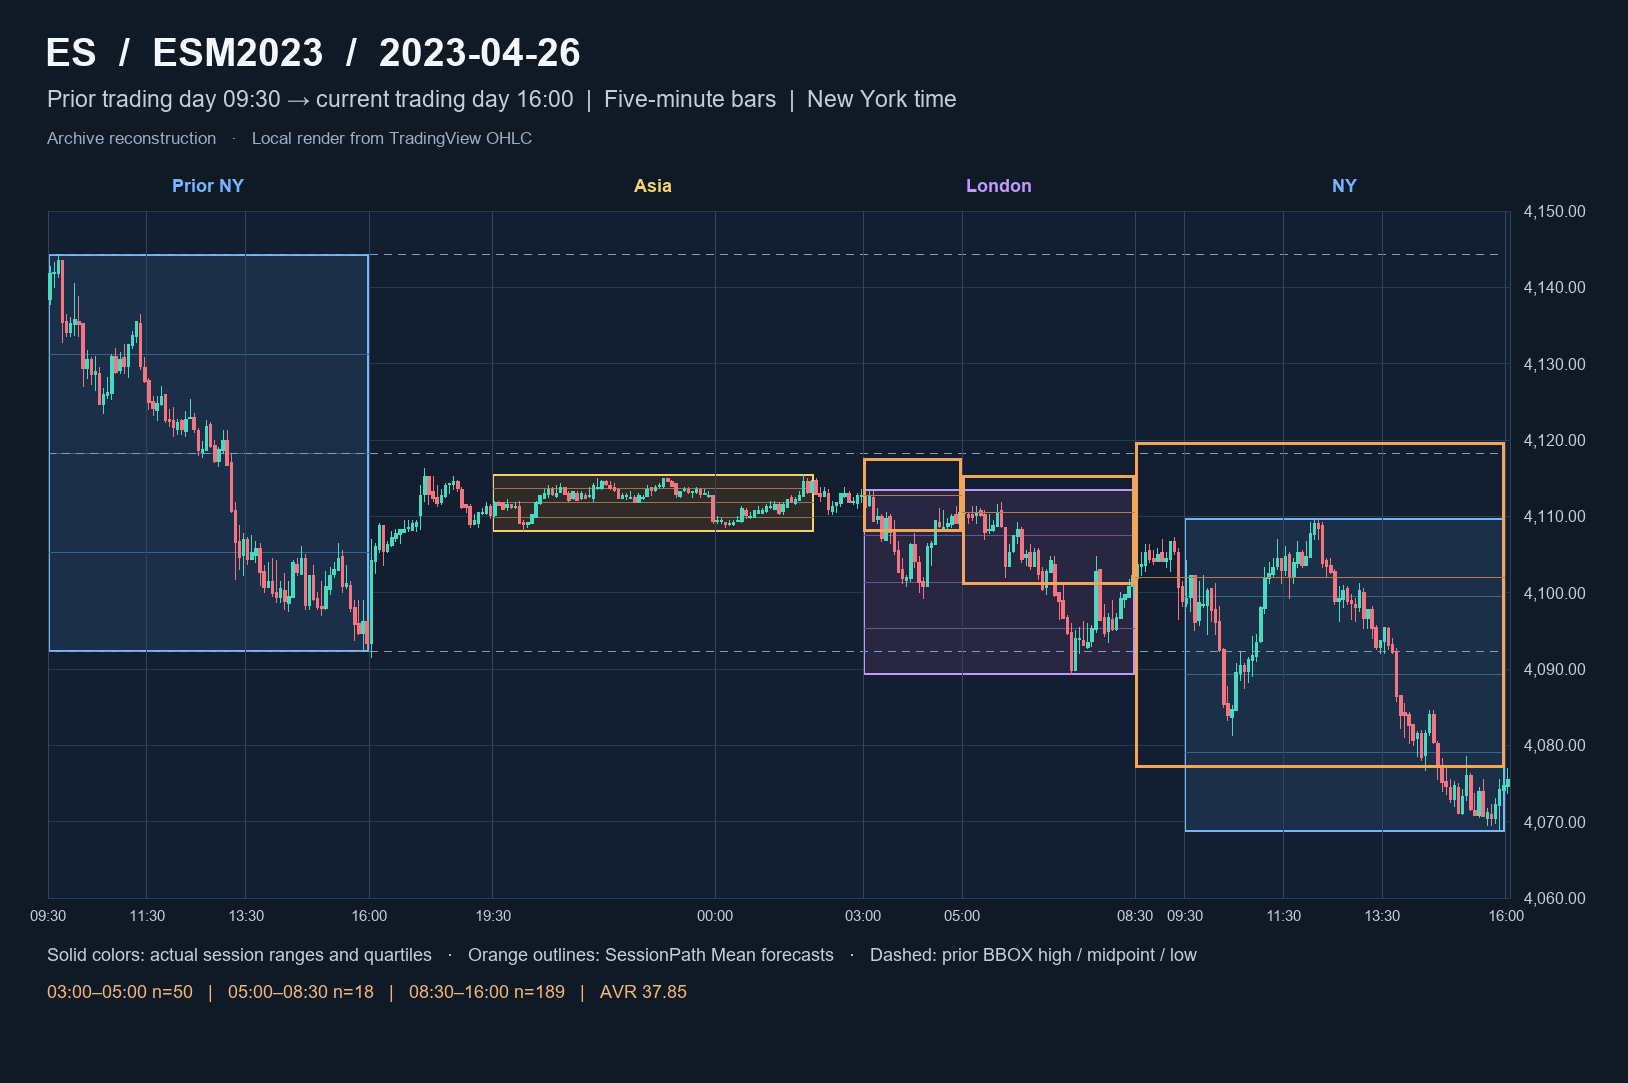 ES / ESM2023 / 2023-04-26
Prior trading day 09:30 → current trading day 16:00 | Five-minute bars | New York time
Archive reconstruction · Local render from TradingView OHLC
Prior NY Asia London NY
4,150.00
4,140.00
4,130.00
4,120.00
4,110.00
4,100.00
4,090.00
4,080.00
4,070.00
4,060.00
09:30 11:30 13:30 16:00 19:30 00:00 03:00 05:00 08:30 09:30 11:30 13:30 16:00
Solid colors: actual session ranges and quartiles · Orange outlines: SessionPath Mean forecasts · Dashed: prior BBOX high / midpoint / low
03:00–05:00 n=50 | 05:00–08:30 n=18 | 08:30–16:00 n=189 | AVR 37.85